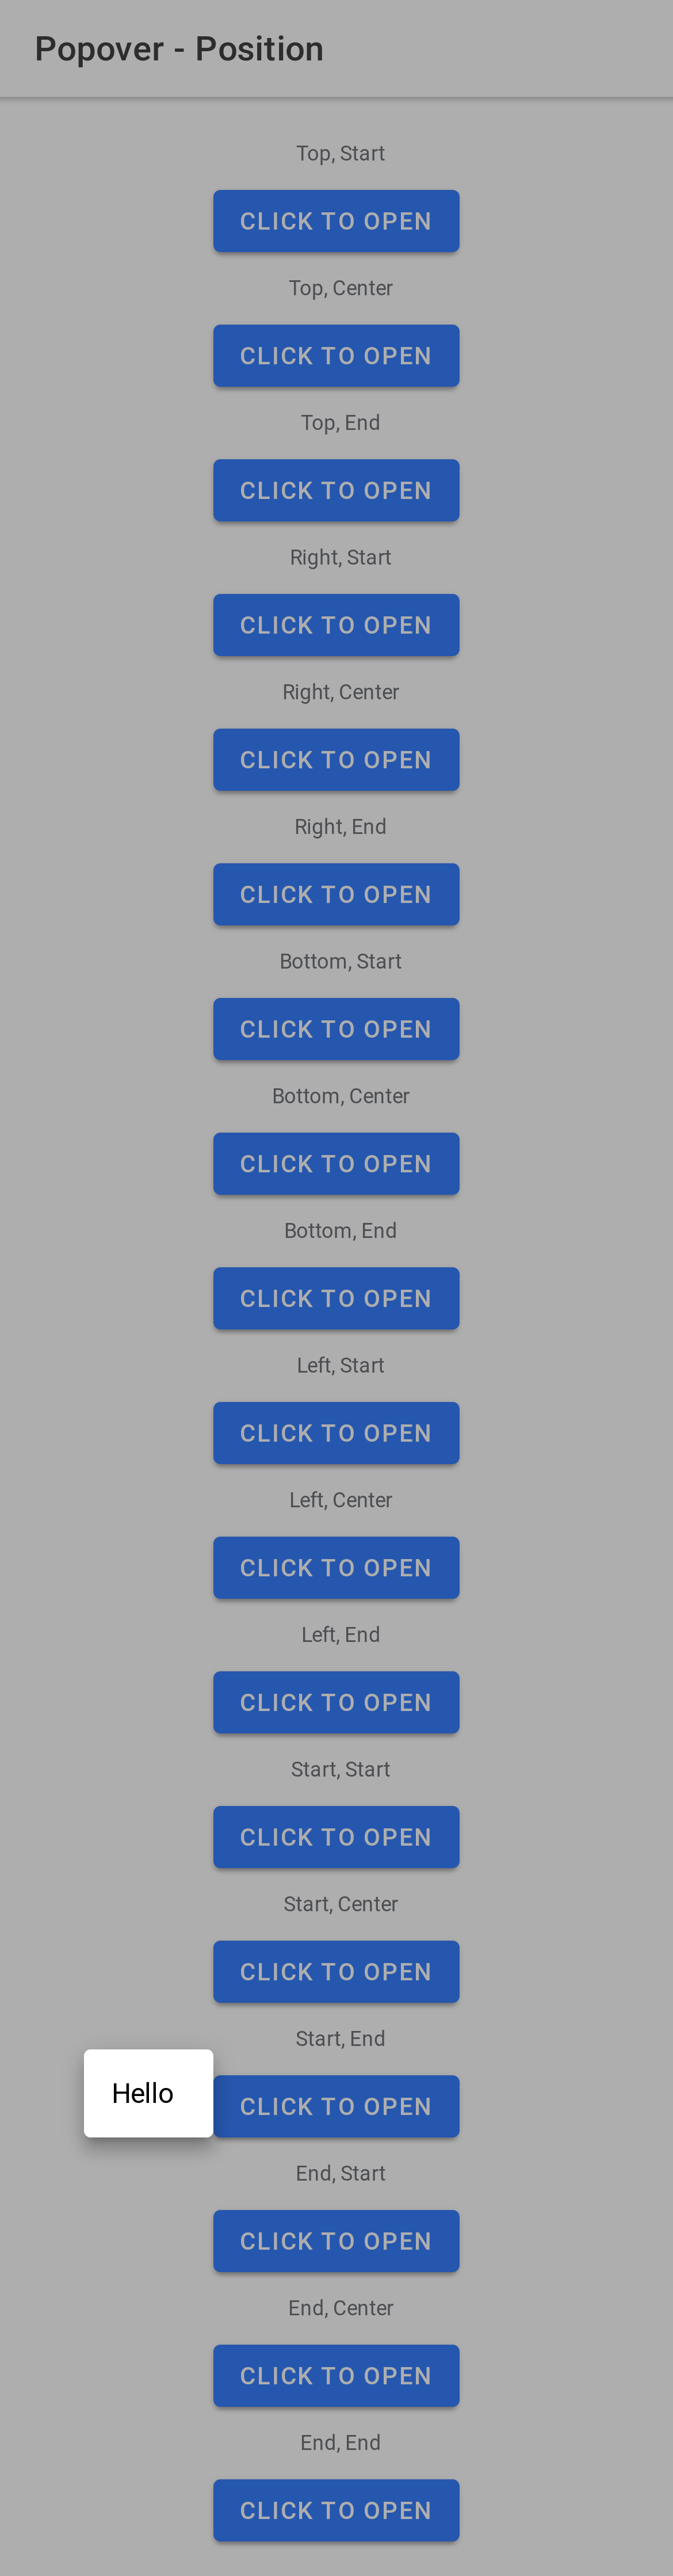 Popover - Position
Top, Start
CLICK TO OPEN
Top, Center
CLICK TO OPEN
Top, End
CLICK TO OPEN
Right, Start
CLICK TO OPEN
Right, Center
CLICK TO OPEN
Right, End
CLICK TO OPEN
Bottom, Start
CLICK TO OPEN
Bottom, Center
CLICK TO OPEN
Bottom, End
CLICK TO OPEN
Left, Start
CLICK TO OPEN
Left, Center
CLICK TO OPEN
Left, End
CLICK TO OPEN
Start, Start
CLICK TO OPEN
Start, Center
CLICK TO OPEN
Start, End
Hello
CLICK TO OPEN
End, Start
CLICK TO OPEN
End, Center
CLICK TO OPEN
End, End
CLICK TO OPEN